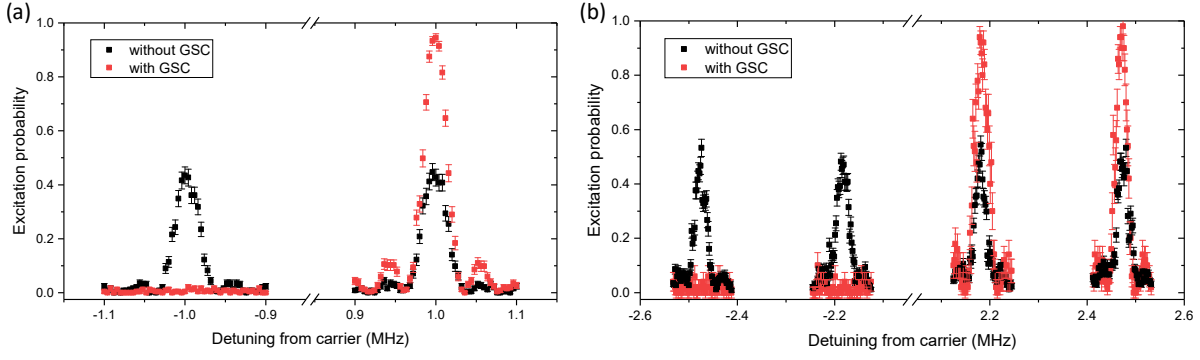 (a)
1.0
0.8
0.6
0.4
0.2
0.0
Excitation probability
without GSC
with GSC
-1.1 -1.0 -0.9 0.9 1.0 1.1
Detuning from carrier (MHz)
(b)
1.0
0.8
0.6
0.4
0.2
0.0
Excitation probability
without GSC
with GSC
-2.6 -2.4 -2.2 2.2 2.4 2.6
Detuining from carrier (MHz)